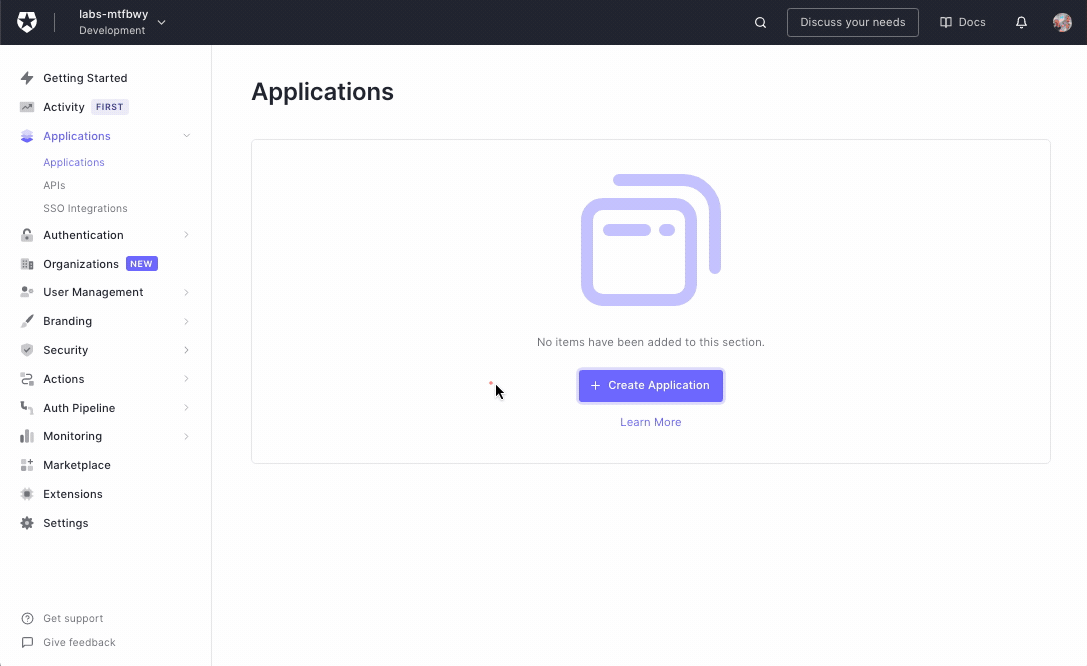 labs-mtfbwy
Development
Discuss your needs
Docs
Getting Started
Activity FIRST
Applications
Applications
APIs
SSO Integrations
Authentication
Organizations NEW
User Management
Branding
Security
Actions
Auth Pipeline
Monitoring
Marketplace
Extensions
Settings
Get support
Give feedback
Applications
No items have been added to this section.
+ Create Application
Learn More